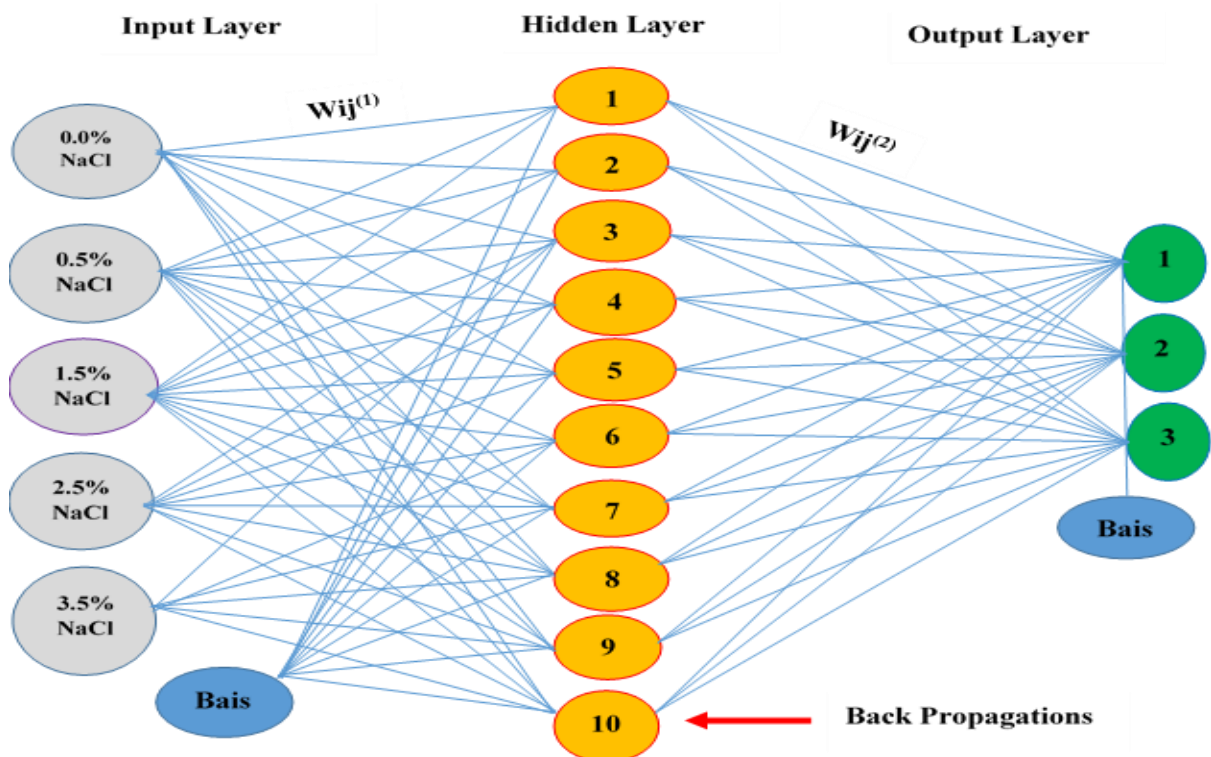 Input Layer
Hidden Layer
Output Layer
Wij(1)
Wij(2)
0.0%
NaCl
0.5%
NaCl
1.5%
NaCl
2.5%
NaCl
3.5%
NaCl
Bais
1
2
3
4
5
6
7
8
9
10
1
2
3
Bais
Back Propagations